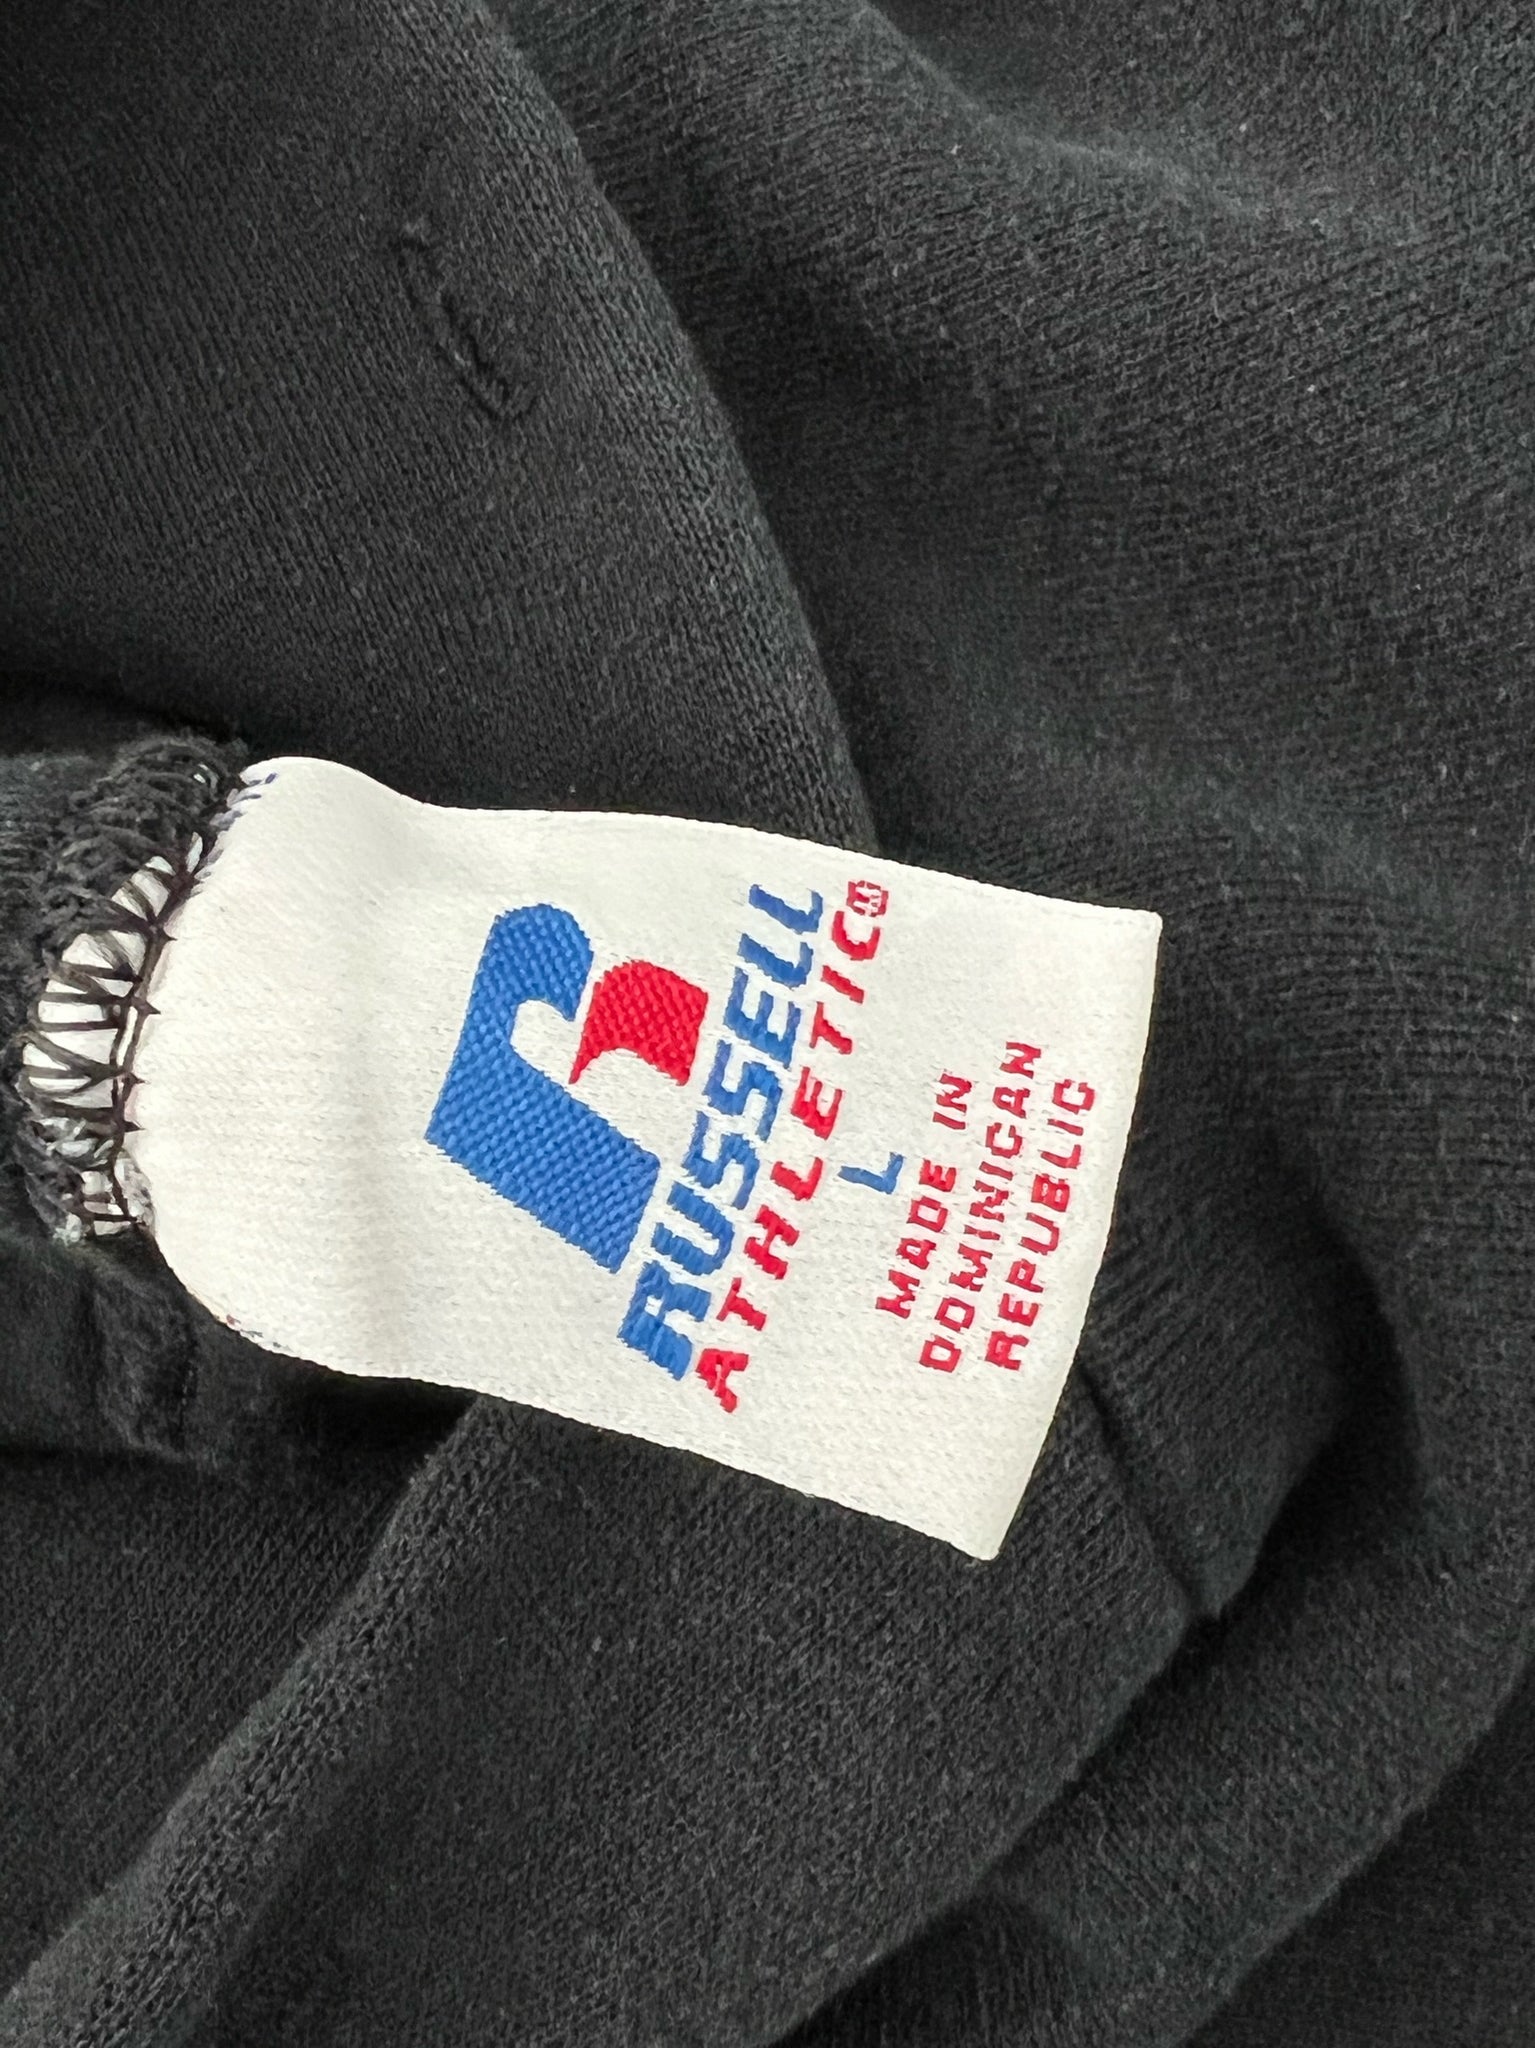 RUSSELL
ATHLETIC®
L
MADE IN
DOMINICAN
REPUBLIC